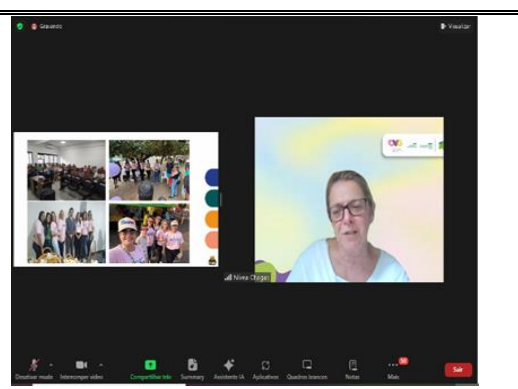 Gravando
Visualizar
OVG
Nivea Chagas
Desativar mudo
Interromper vídeo
Compartilhar tela
Summary
Assistente IA
Aplicativos
Quadros brancos
Notas
Mais
Sair